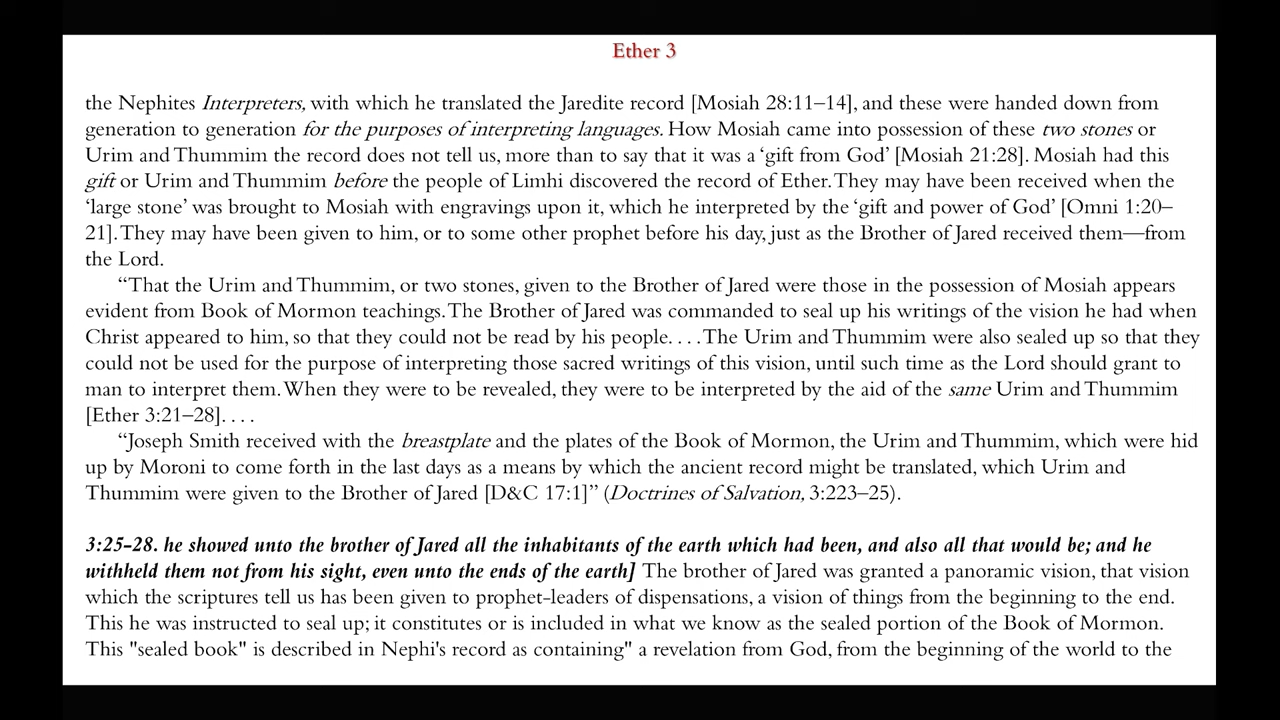 Ether 3
the Nephites Interpreters, with which he translated the Jaredite record [Mosiah 28:11–14], and these were handed down from
generation to generation for the purposes of interpreting languages. How Mosiah came into possession of these two stones or
Urim and Thummim the record does not tell us, more than to say that it was a ‘gift from God’ [Mosiah 21:28]. Mosiah had this
gift or Urim and Thummim before the people of Limhi discovered the record of Ether. They may have been received when the
‘large stone’ was brought to Mosiah with engravings upon it, which he interpreted by the ‘gift and power of God’ [Omni 1:20–
21]. They may have been given to him, or to some other prophet before his day, just as the Brother of Jared received them—from
the Lord.
“That the Urim and Thummim, or two stones, given to the Brother of Jared were those in the possession of Mosiah appears
evident from Book of Mormon teachings. The Brother of Jared was commanded to seal up his writings of the vision he had when
Christ appeared to him, so that they could not be read by his people. . . . The Urim and Thummim were also sealed up so that they
could not be used for the purpose of interpreting those sacred writings of this vision, until such time as the Lord should grant to
man to interpret them. When they were to be revealed, they were to be interpreted by the aid of the same Urim and Thummim
[Ether 3:21–28]. . . .
“Joseph Smith received with the breastplate and the plates of the Book of Mormon, the Urim and Thummim, which were hid
up by Moroni to come forth in the last days as a means by which the ancient record might be translated, which Urim and
Thummim were given to the Brother of Jared [D&C 17:1]” (Doctrines of Salvation, 3:223–25).
3:25–28. he showed unto the brother of Jared all the inhabitants of the earth which had been, and also all that would be; and he
withheld them not from his sight, even unto the ends of the earth] The brother of Jared was granted a panoramic vision, that vision
which the scriptures tell us has been given to prophet-leaders of dispensations, a vision of things from the beginning to the end.
This he was instructed to seal up; it constitutes or is included in what we know as the sealed portion of the Book of Mormon.
This "sealed book" is described in Nephi's record as containing" a revelation from God, from the beginning of the world to the